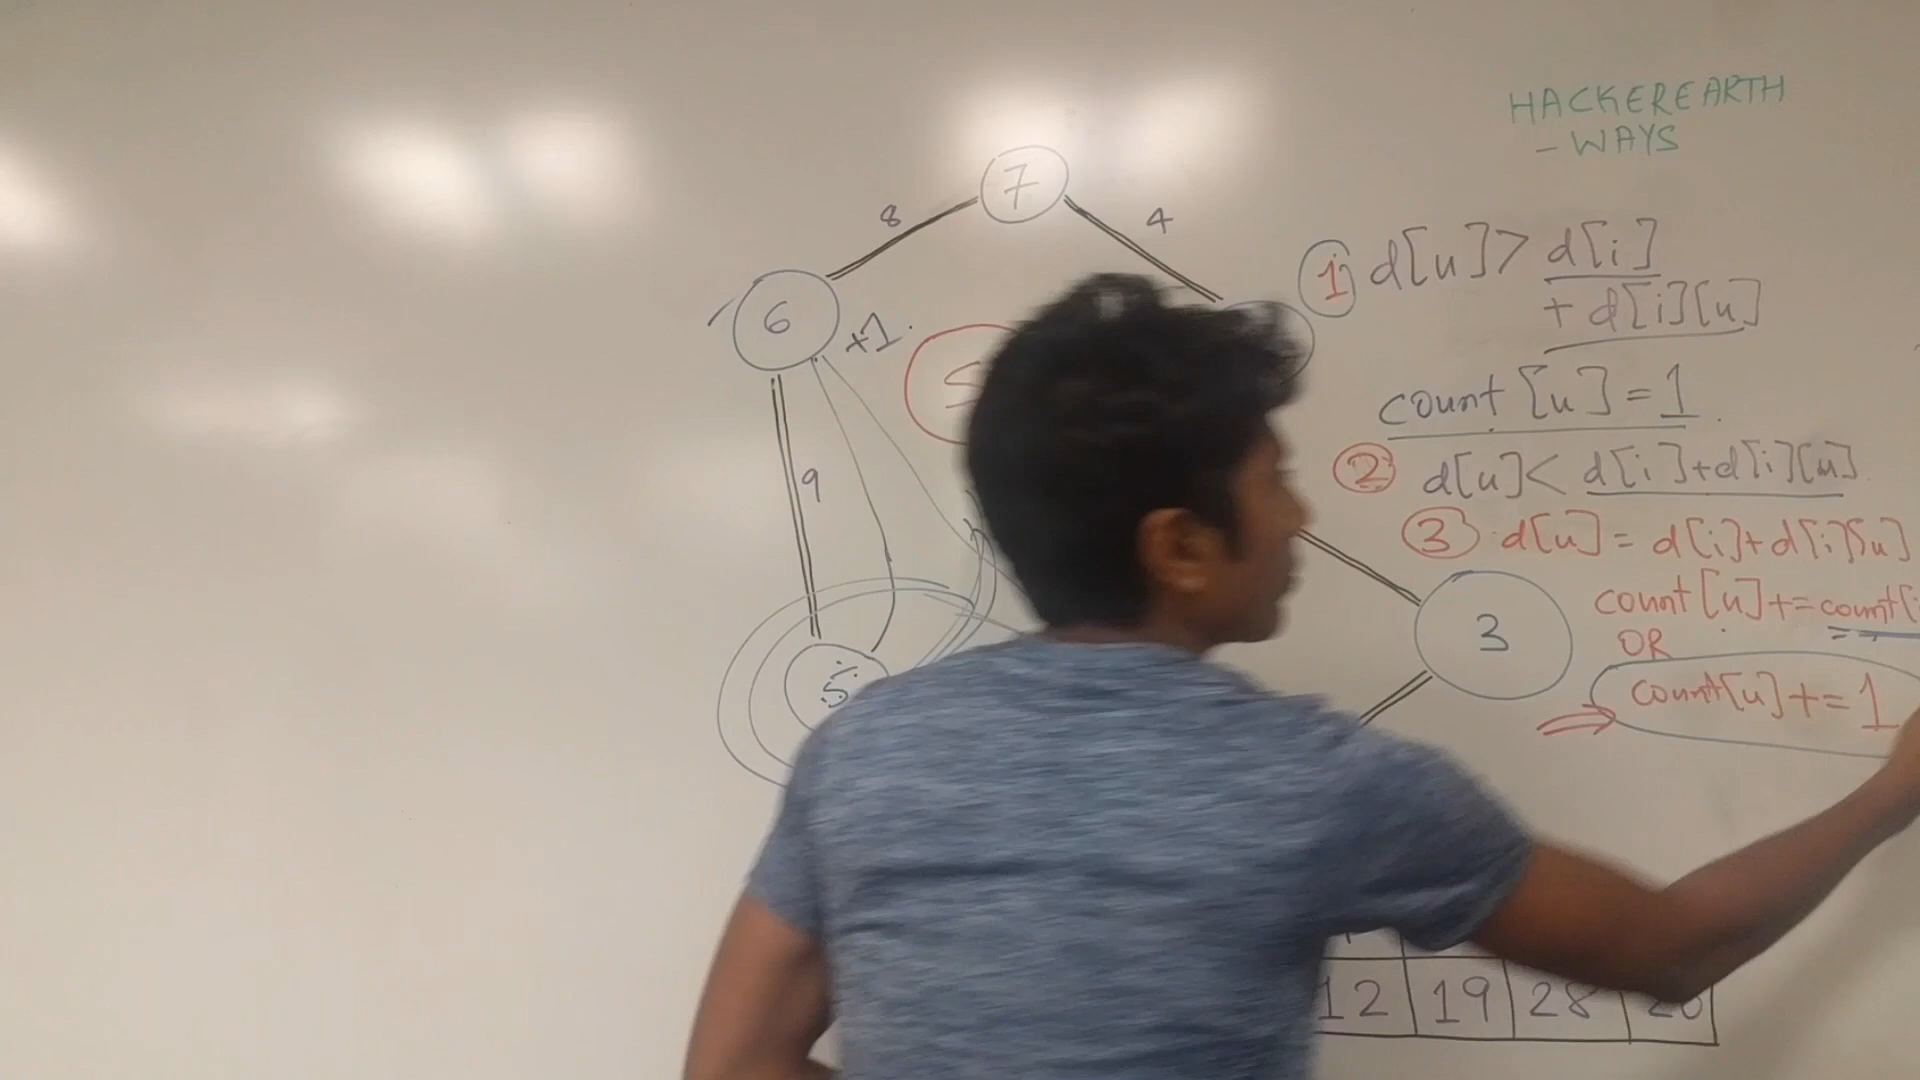 HACKEREARTH
- WAYS
7
8
4
6
+1
9
5
3
1) d[u] > d[i]
+ d[i][u]
count [u] = 1
2 d[u] < d[i]+d[i][u]
3 d[u] = d[i]+d[i][u]
count[u]+=count[i
OR
count[u]+=1
12 19 28